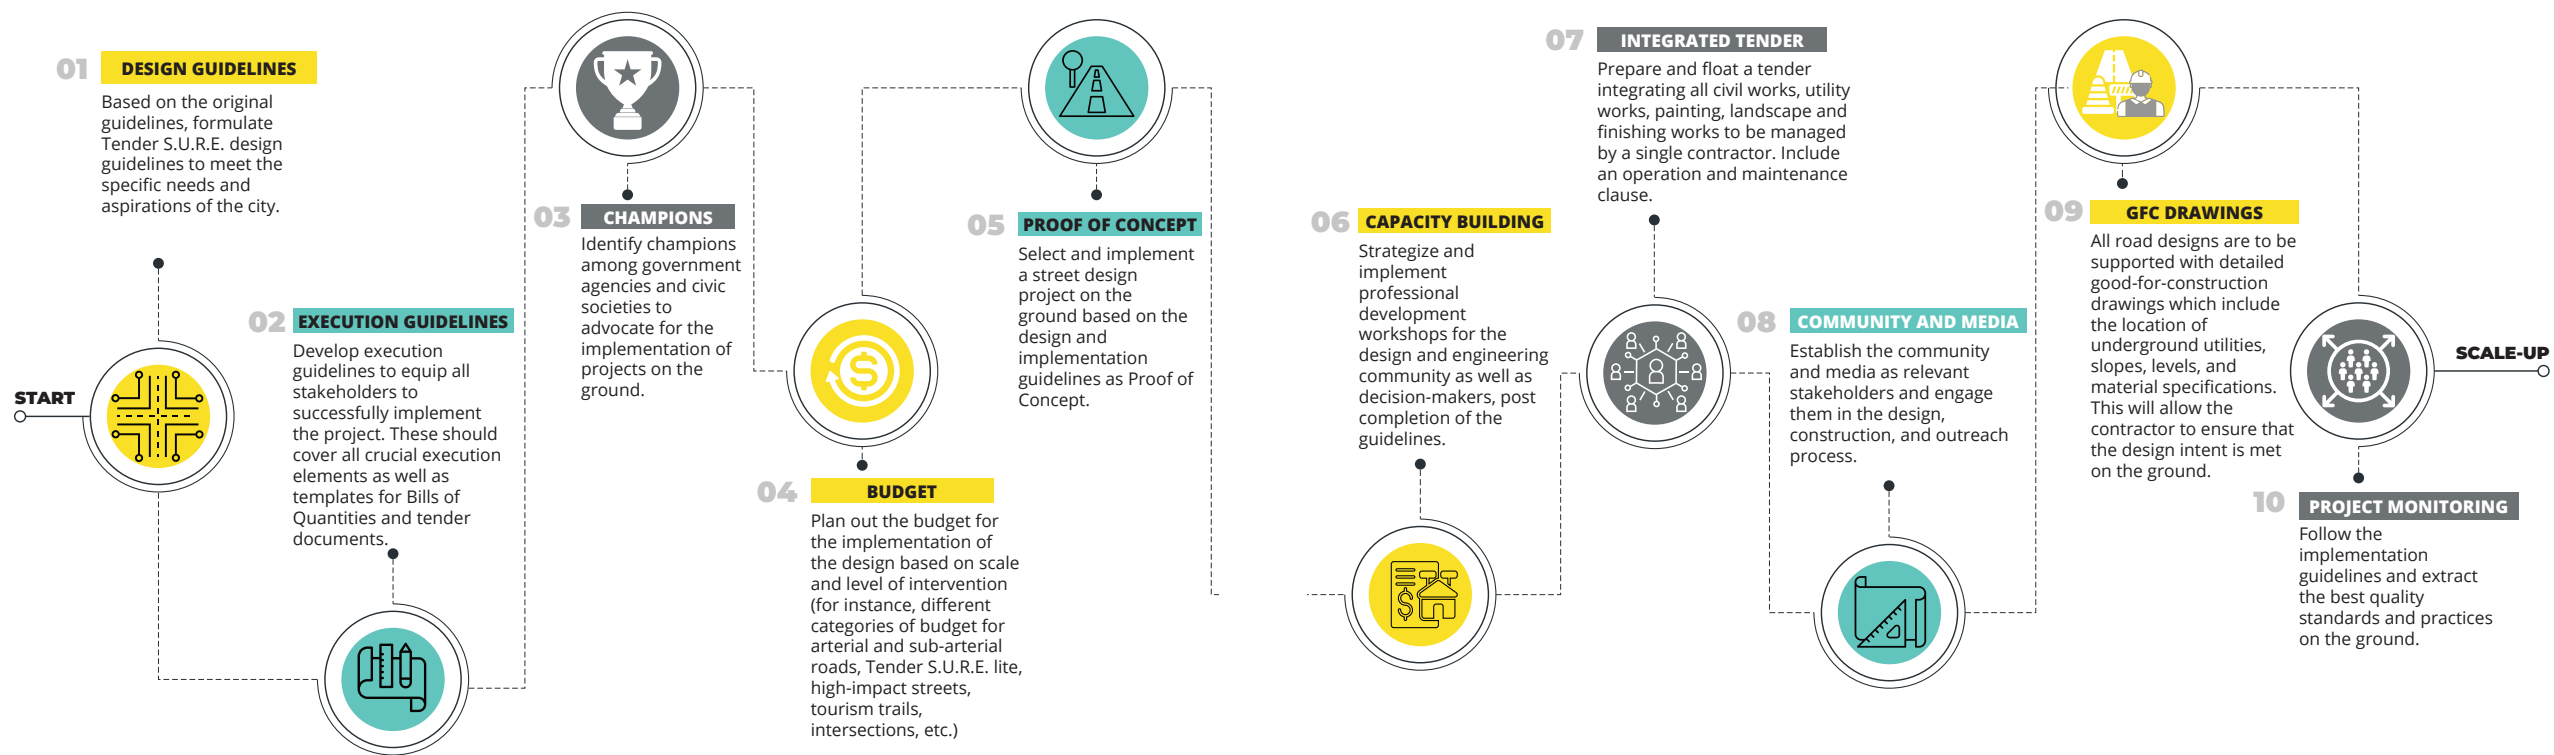 START
01
DESIGN GUIDELINES
Based on the original
guidelines, formulate
Tender S.U.R.E. design
guidelines to meet the
specific needs and
aspirations of the city.
02
EXECUTION GUIDELINES
Develop execution
guidelines to equip all
stakeholders to
successfully implement
the project. These should
cover all crucial execution
elements as well as
templates for Bills of
Quantities and tender
documents.
03
CHAMPIONS
Identify champions
among government
agencies and civic
societies to
advocate for the
implementation of
projects on the
ground.
04
BUDGET
Plan out the budget for
the implementation of
the design based on scale
and level of intervention
(for instance, different
categories of budget for
arterial and sub-arterial
roads, Tender S.U.R.E. lite,
high-impact streets,
tourism trails,
intersections, etc.)
05
PROOF OF CONCEPT
Select and implement
a street design
project on the
ground based on the
design and
implementation
guidelines as Proof of
Concept.
06
CAPACITY BUILDING
Strategize and
implement
professional
development
workshops for the
design and engineering
community as well as
decision-makers, post
completion of the
guidelines.
07
INTEGRATED TENDER
Prepare and float a tender
integrating all civil works, utility
works, painting, landscape and
finishing works to be managed
by a single contractor. Include
an operation and maintenance
clause.
08
COMMUNITY AND MEDIA
Establish the community
and media as relevant
stakeholders and engage
them in the design,
construction, and outreach
process.
09
GFC DRAWINGS
All road designs are to be
supported with detailed
good-for-construction
drawings which include
the location of
underground utilities,
slopes, levels, and
material specifications.
This will allow the
contractor to ensure that
the design intent is met
on the ground.
10
PROJECT MONITORING
Follow the
implementation
guidelines and extract
the best quality
standards and practices
on the ground.
SCALE-UP